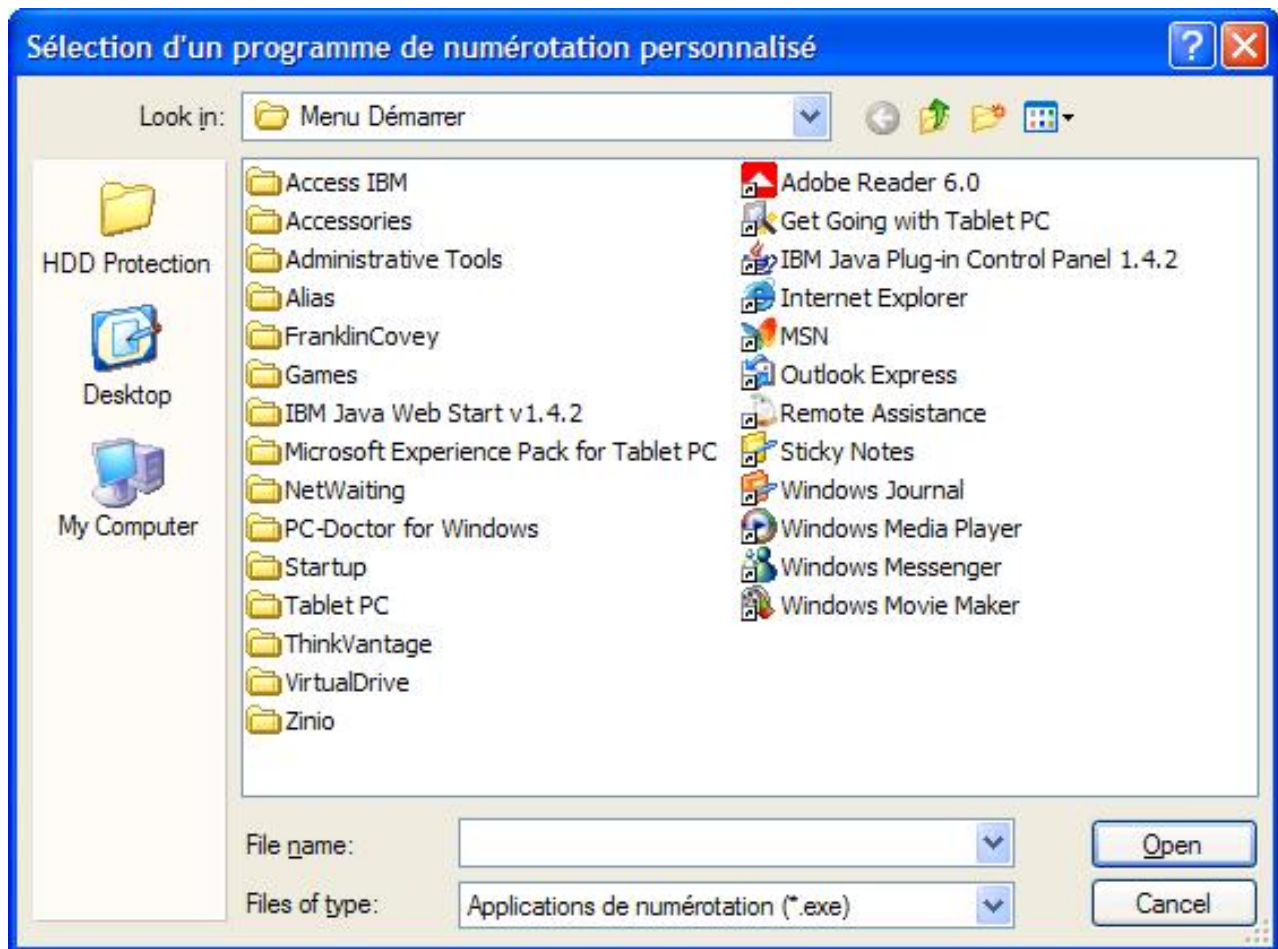 Sélection d'un programme de numérotation personnalisé
Look in:
Menu Démarrer
HDD Protection
Desktop
My Computer
Access IBM
Accessories
Administrative Tools
Alias
FranklinCovey
Games
IBM Java Web Start v1.4.2
Microsoft Experience Pack for Tablet PC
NetWaiting
PC-Doctor for Windows
Startup
Tablet PC
ThinkVantage
VirtualDrive
Zinio
Adobe Reader 6.0
Get Going with Tablet PC
IBM Java Plug-in Control Panel 1.4.2
Internet Explorer
MSN
Outlook Express
Remote Assistance
Sticky Notes
Windows Journal
Windows Media Player
Windows Messenger
Windows Movie Maker
File name:
Open
Files of type:
Applications de numérotation (*.exe)
Cancel